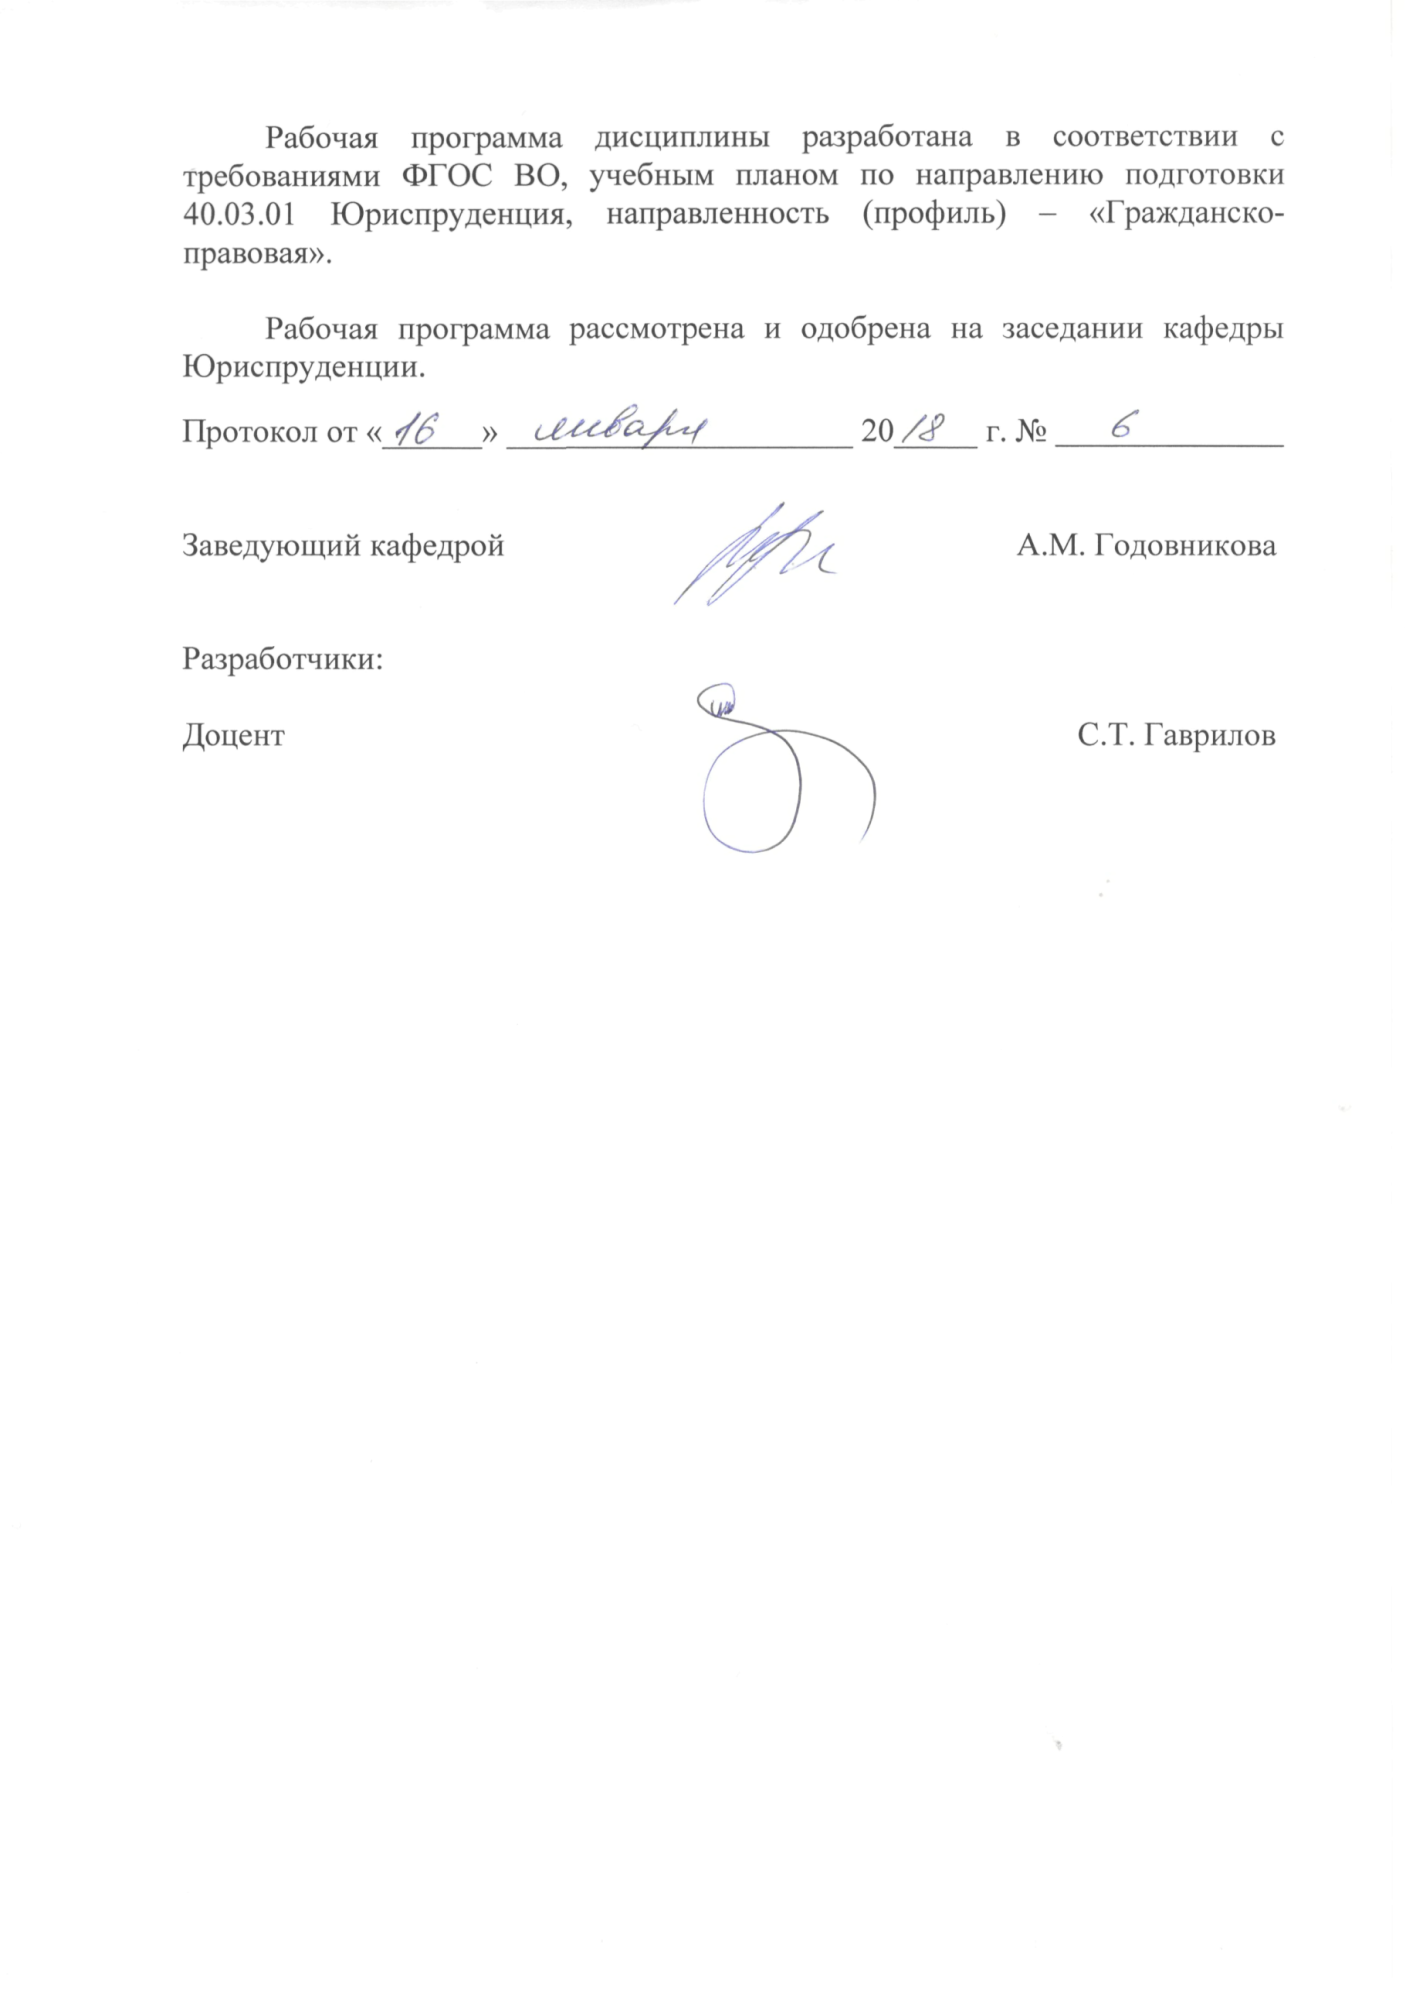 Рабочая программа дисциплины разработана в соответствии с
требованиями ФГОС ВО, учебным планом по направлению подготовки
40.03.01 Юриспруденция, направленность (профиль) – «Гражданско-
правовая».
Рабочая программа рассмотрена и одобрена на заседании кафедры
Юриспруденции.
Протокол от «16» января 2018 г. № 6
Заведующий кафедрой А.М. Годовникова
Разработчики:
Доцент С.Т. Гаврилов